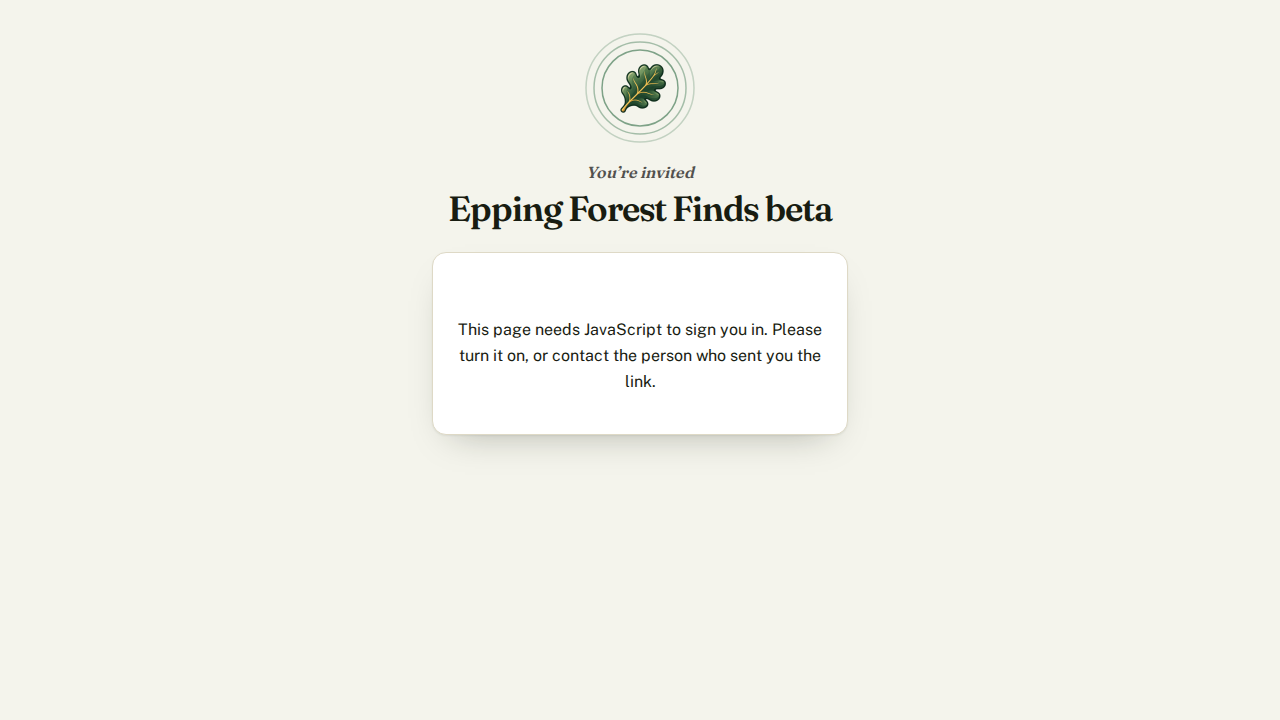 You’re invited
Epping Forest Finds beta
This page needs JavaScript to sign you in. Please
turn it on, or contact the person who sent you the
link.